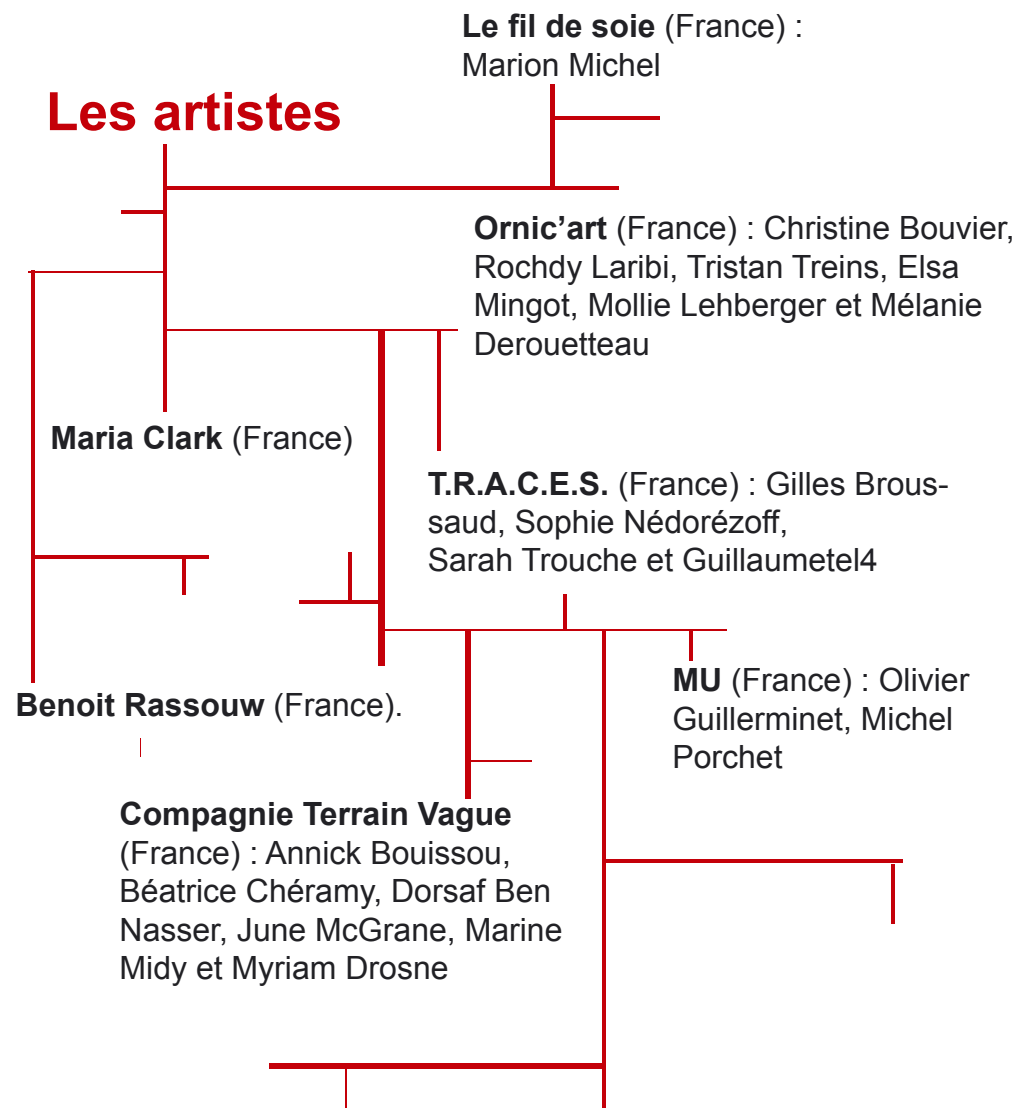 Le fil de soie (France) :
Marion Michel
Les artistes
Ornic’art (France) : Christine Bouvier,
Rochdy Laribi, Tristan Treins, Elsa
Mingot, Mollie Lehberger et Mélanie
Derouetteau
Maria Clark (France)
T.R.A.C.E.S. (France) : Gilles Brous-
saud, Sophie Nédorézoff,
Sarah Trouche et Guillaumetel4
MU (France) : Olivier
Guillerminet, Michel
Porchet
Benoit Rassouw (France).
Compagnie Terrain Vague
(France) : Annick Bouissou,
Béatrice Chéramy, Dorsaf Ben
Nasser, June McGrane, Marine
Midy et Myriam Drosne